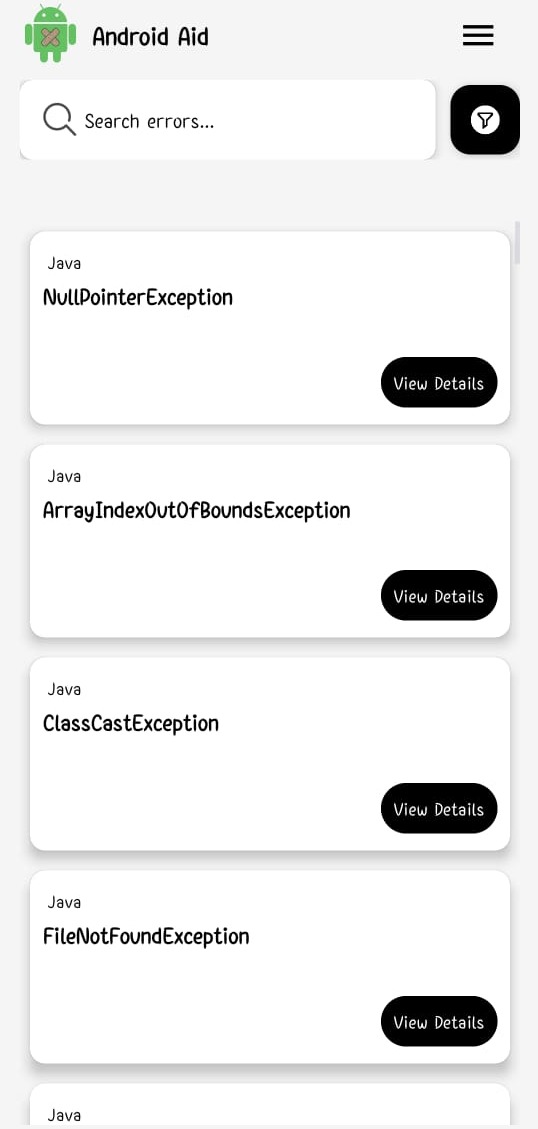 Android Aid
Search errors...
Java
NullPointerException
View Details
Java
ArrayIndexOutOfBoundsException
View Details
Java
ClassCastException
View Details
Java
FileNotFoundException
View Details
Java